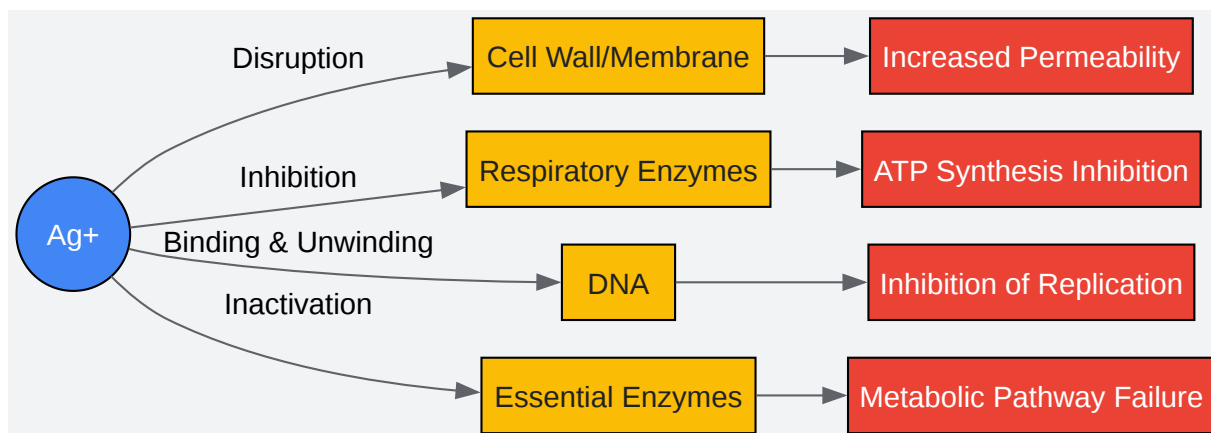 Disruption
Cell Wall/Membrane
Increased Permeability
Inhibition
Respiratory Enzymes
ATP Synthesis Inhibition
Ag+
Binding & Unwinding
DNA
Inhibition of Replication
Inactivation
Essential Enzymes
Metabolic Pathway Failure